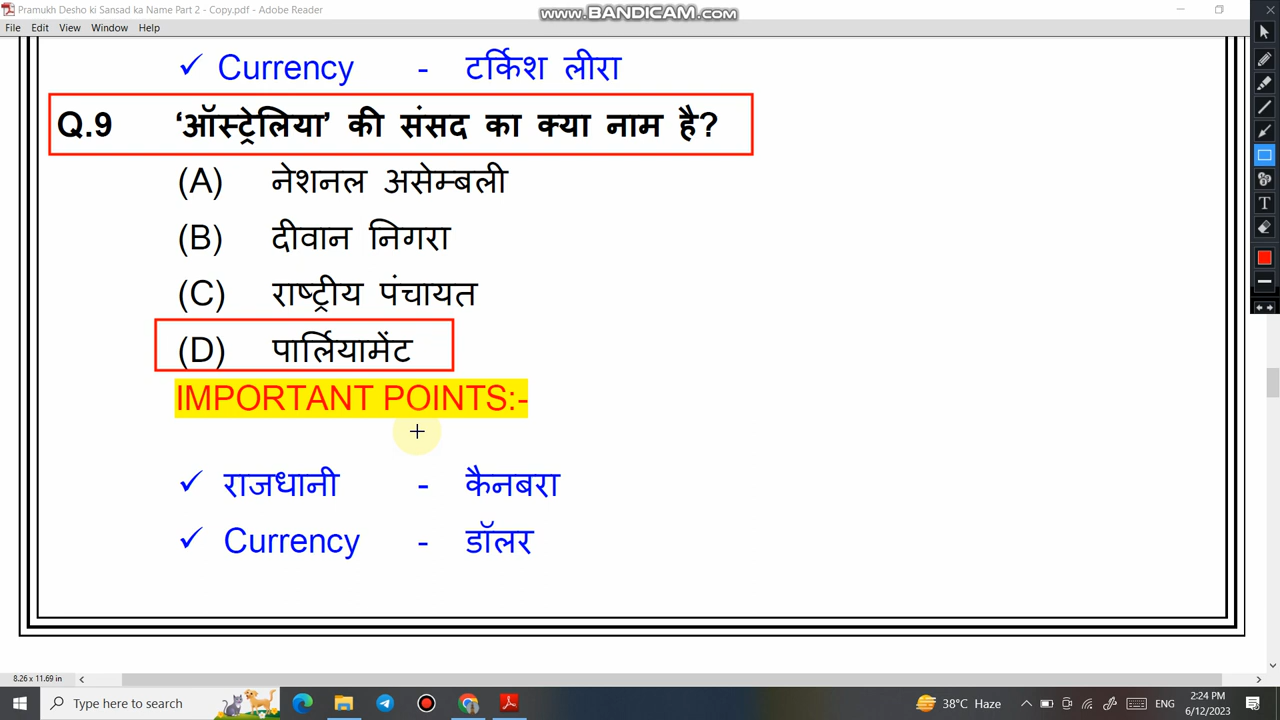 Pramukh Desho ki Sansad ka Name Part 2 - Copy.pdf - Adobe Reader
www.BANDICAM.com
File Edit View Window Help
✓ Currency - टर्किश लीरा
Q.9 ‘ऑस्ट्रेलिया’ की संसद का क्या नाम है?
(A) नेशनल असेम्बली
(B) दीवान निगरा
(C) राष्ट्रीय पंचायत
(D) पार्लियामेंट
IMPORTANT POINTS:-
✓ राजधानी - कैनबरा
✓ Currency - डॉलर
8.26 x 11.69 in
Type here to search
38°C Haze
ENG
2:24 PM
6/12/2023